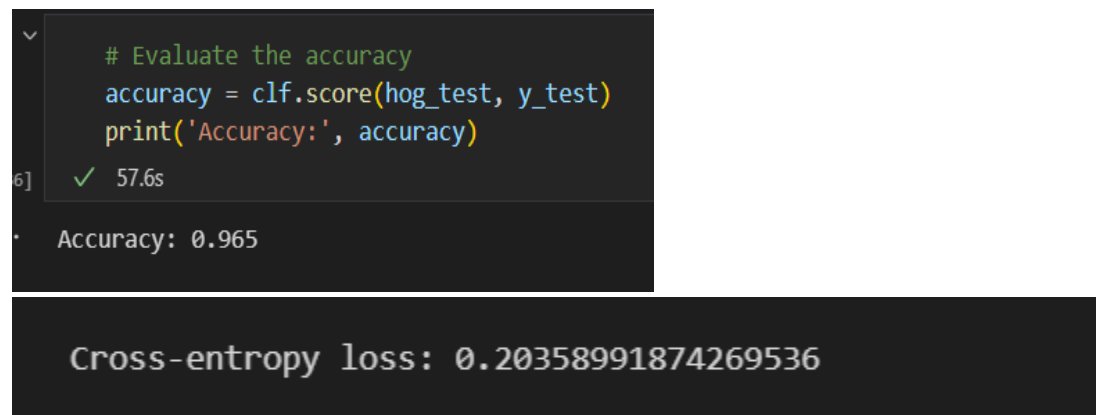 # Evaluate the accuracy
accuracy = clf.score(hog_test, y_test)
print('Accuracy:', accuracy)
6] ✓ 57.6s
Accuracy: 0.965
Cross-entropy loss: 0.20358991874269536